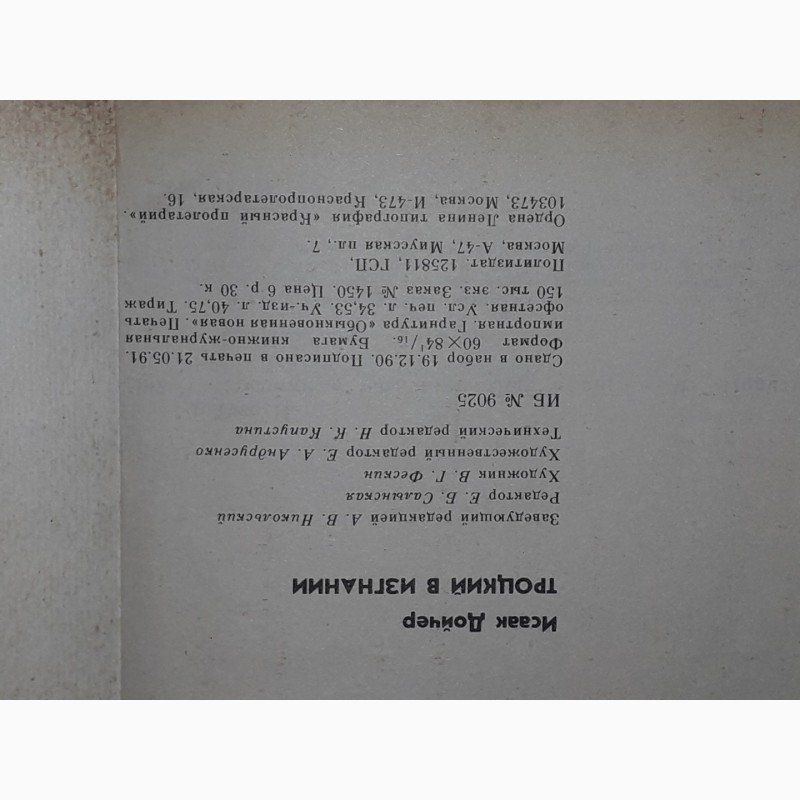 Исаак Дойчер
ТРОЦКИЙ В ИЗГНАНИИ
Заведующий редакцией А. В. Никольский
Редактор Е. Б. Салынская
Художник В. Г. Фескин
Художественный редактор Е. А. Андрусенко
Технический редактор Н. К. Капустина
ИБ № 9025
Сдано в набор 19.12.90. Подписано в печать 21.05.91.
Формат 60×84¹/₁₆. Бумага книжно-журнальная
импортная. Гарнитура «Обыкновенная новая». Печать
офсетная. Усл. печ. л. 34,53. Уч.-изд. л. 40,75. Тираж
150 тыс. экз. Заказ № 1450. Цена 6 р. 30 к.
Политиздат. 125811, ГСП,
Москва, А-47, Миусская пл., 7.
Ордена Ленина типография «Красный пролетарий».
103473, Москва, И-473, Краснопролетарская, 16.